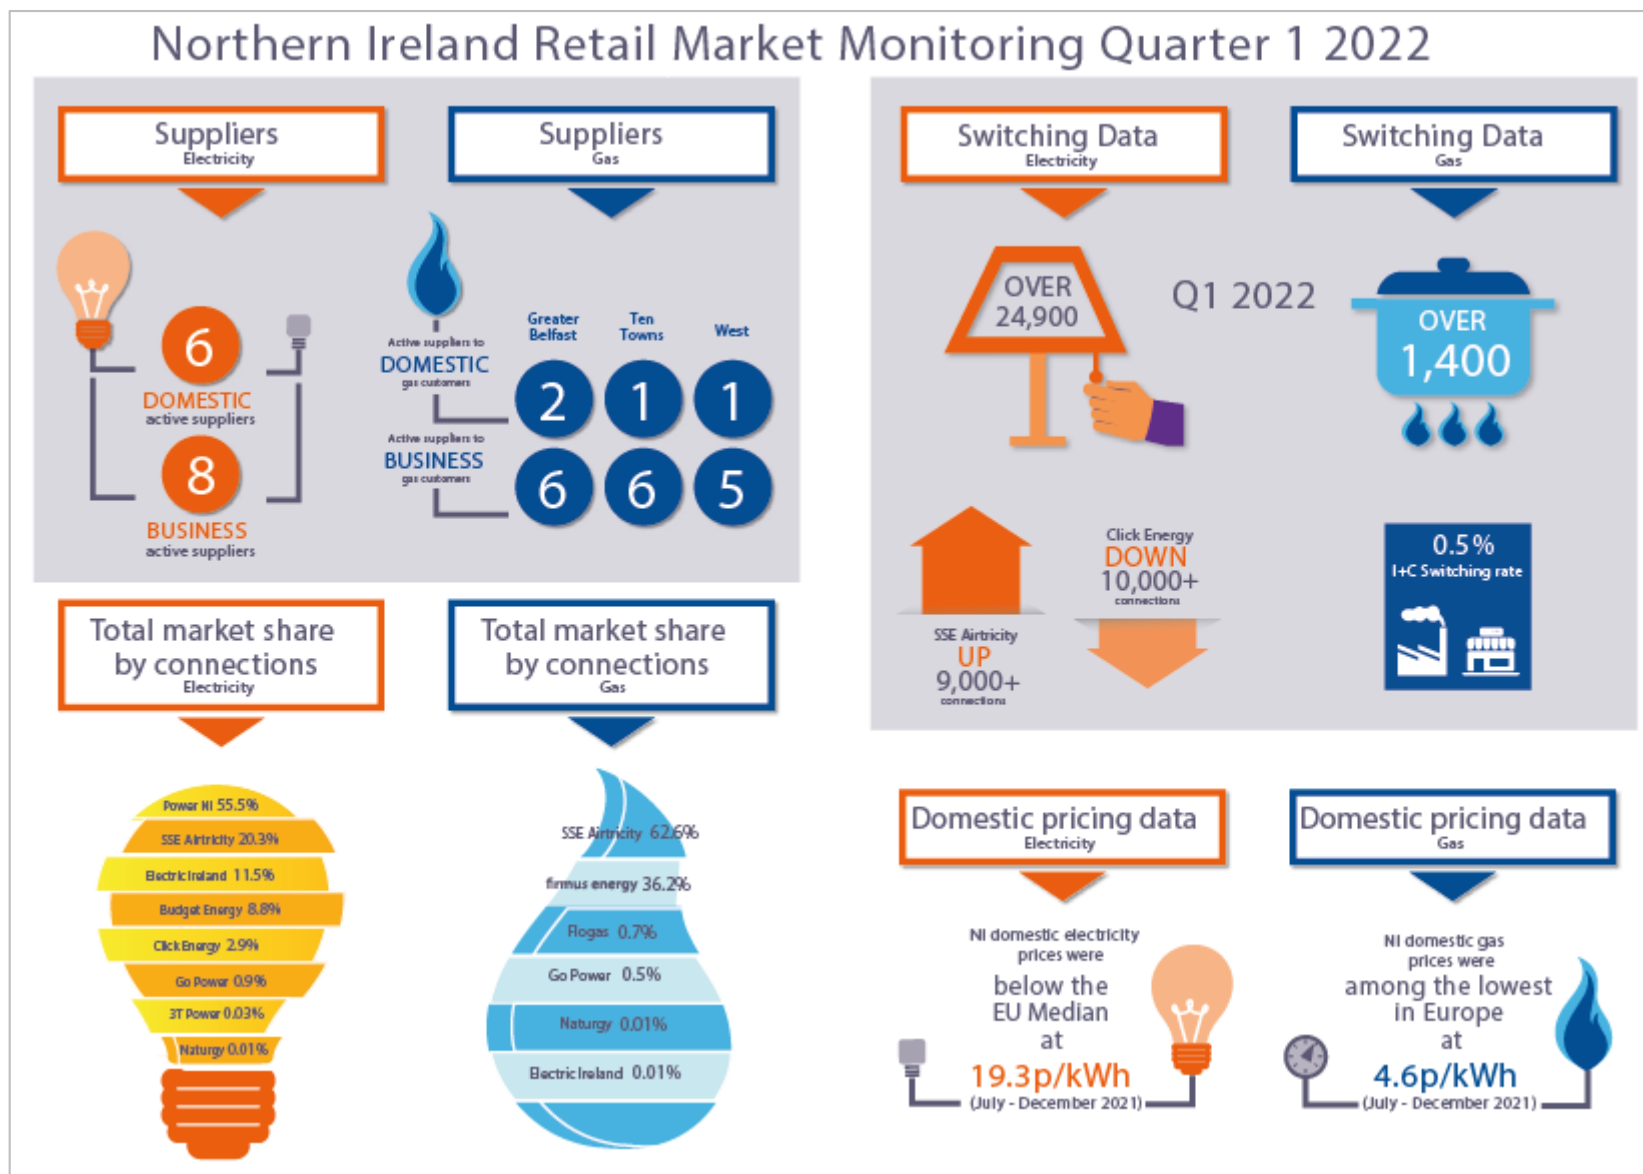 Northern Ireland Retail Market Monitoring Quarter 1 2022
Suppliers
Electricity
6
DOMESTIC
active suppliers
8
BUSINESS
active suppliers
Suppliers
Gas
Greater
Belfast
Ten
Towns
West
Active suppliers to
DOMESTIC
gas customers
2 1 1
Active suppliers to
BUSINESS
gas customers
6 6 5
Switching Data
Electricity
OVER
24,900
Q1 2022
Switching Data
Gas
OVER
1,400
SSE Airtricity
UP
9,000+
connections
Click Energy
DOWN
10,000+
connections
0.5%
I+C Switching rate
Total market share
by connections
Electricity
Power NI 55.5%
SSE Airtricity 20.3%
Electric Ireland 11.5%
Budget Energy 8.8%
Click Energy 2.9%
Go Power 0.9%
3T Power 0.03%
Naturgy 0.01%
Total market share
by connections
Gas
SSE Airtricity 62.6%
firmus energy 36.2%
Flogas 0.7%
Go Power 0.5%
Naturgy 0.01%
Electric Ireland 0.01%
Domestic pricing data
Electricity
NI domestic electricity
prices were
below the
EU Median
at
19.3p/kWh
(July - December 2021)
Domestic pricing data
Gas
NI domestic gas
prices were
among the lowest
in Europe
at
4.6p/kWh
(July - December 2021)